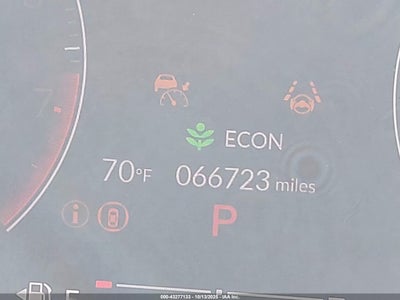 ECON
70°F 066723 miles
i
P
E
000-43277133 - 10/13/2025 - IAA Inc.